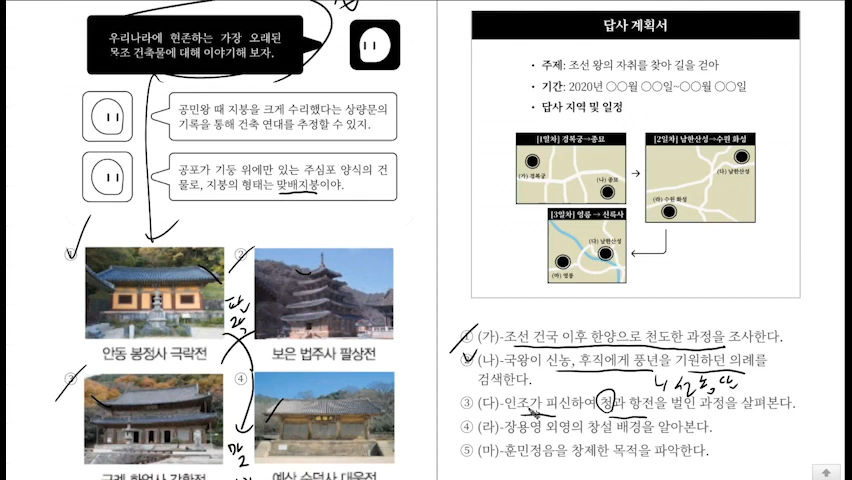 우리나라에 현존하는 가장 오래된
목조 건축물에 대해 이야기해 보자.
공민왕 때 지붕을 크게 수리했다는 상량문의
기록을 통해 건축 연대를 추정할 수 있지.
공포가 기둥 위에만 있는 주심포 양식의 건
물로, 지붕의 형태는 맞배지붕이야.
①
②
안동 봉정사 극락전
보은 법주사 팔상전
③
④
구례 화엄사 각황전
예산 수덕사 대웅전
답사 계획서
• 주제: 조선 왕의 자취를 찾아 길을 걷아
• 기간: 2020년 ○○월 ○○일~○○월 ○○일
• 답사 지역 및 일정
[1일차] 경복궁→종묘
(가) 경복궁
(나) 종묘
[2일차] 남한산성→수원 화성
(다) 남한산성
(라) 수원 화성
[3일차] 영릉 → 신륵사
(다) 남한산성
(마) 영릉
① (가)-조선 건국 이후 한양으로 천도한 과정을 조사한다.
② (나)-국왕이 신농, 후직에게 풍년을 기원하던 의례를
검색한다.
③ (다)-인조가 피신하여 청과 항전을 벌인 과정을 살펴본다.
④ (라)-장용영 외영의 창설 배경을 알아본다.
⑤ (마)-훈민정음을 창제한 목적을 파악한다.